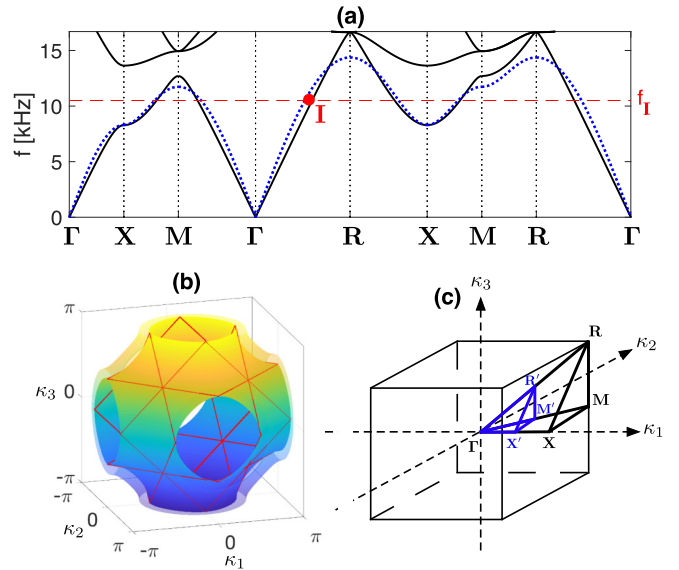 (a)
f [kHz]
15
10
5
0
I
f_I
Γ X M Γ R X M R Γ
(b)
π
0
-π
κ₃
κ₂
0
π
-π
0
π
κ₁
(c)
κ₃
R
κ₂
R′
M′
M
Γ
X′
X
κ₁